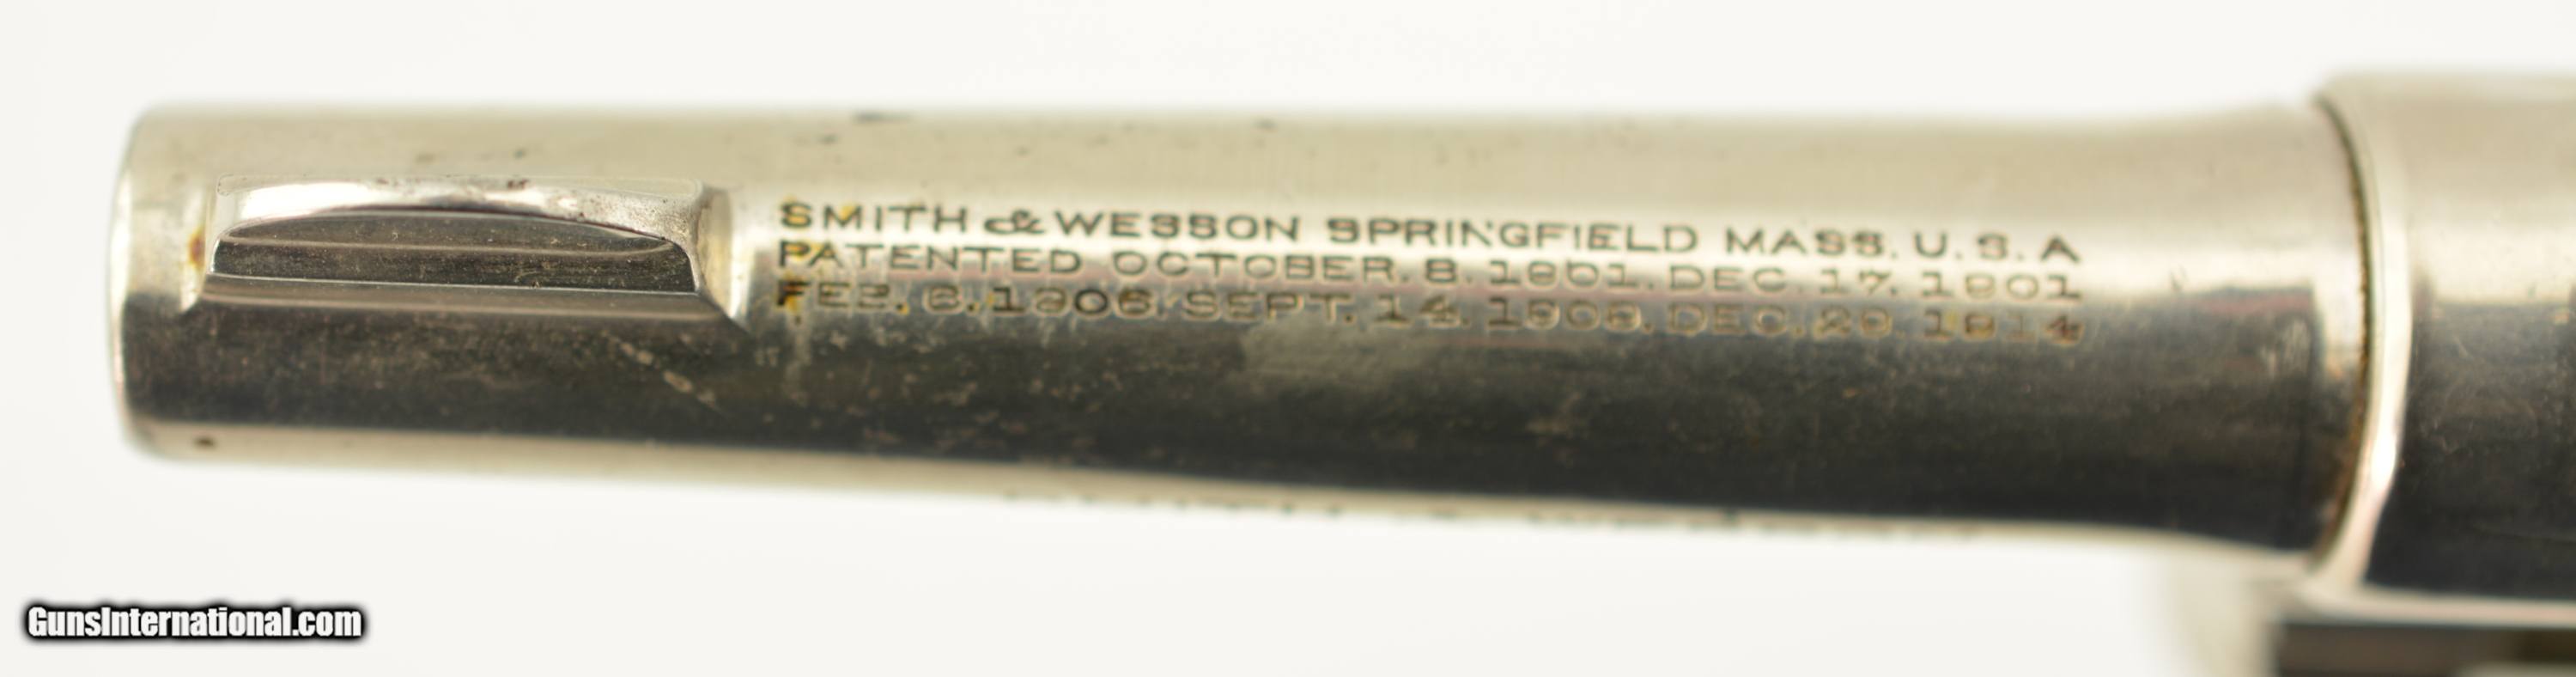 SMITH & WESSON SPRINGFIELD MASS. U.S.A
PATENTED OCTOBER.8.1901.DEC.17.1901
FEB.6.1906.SEPT.14.1909.DEC.29.1914
GunsInternational.com